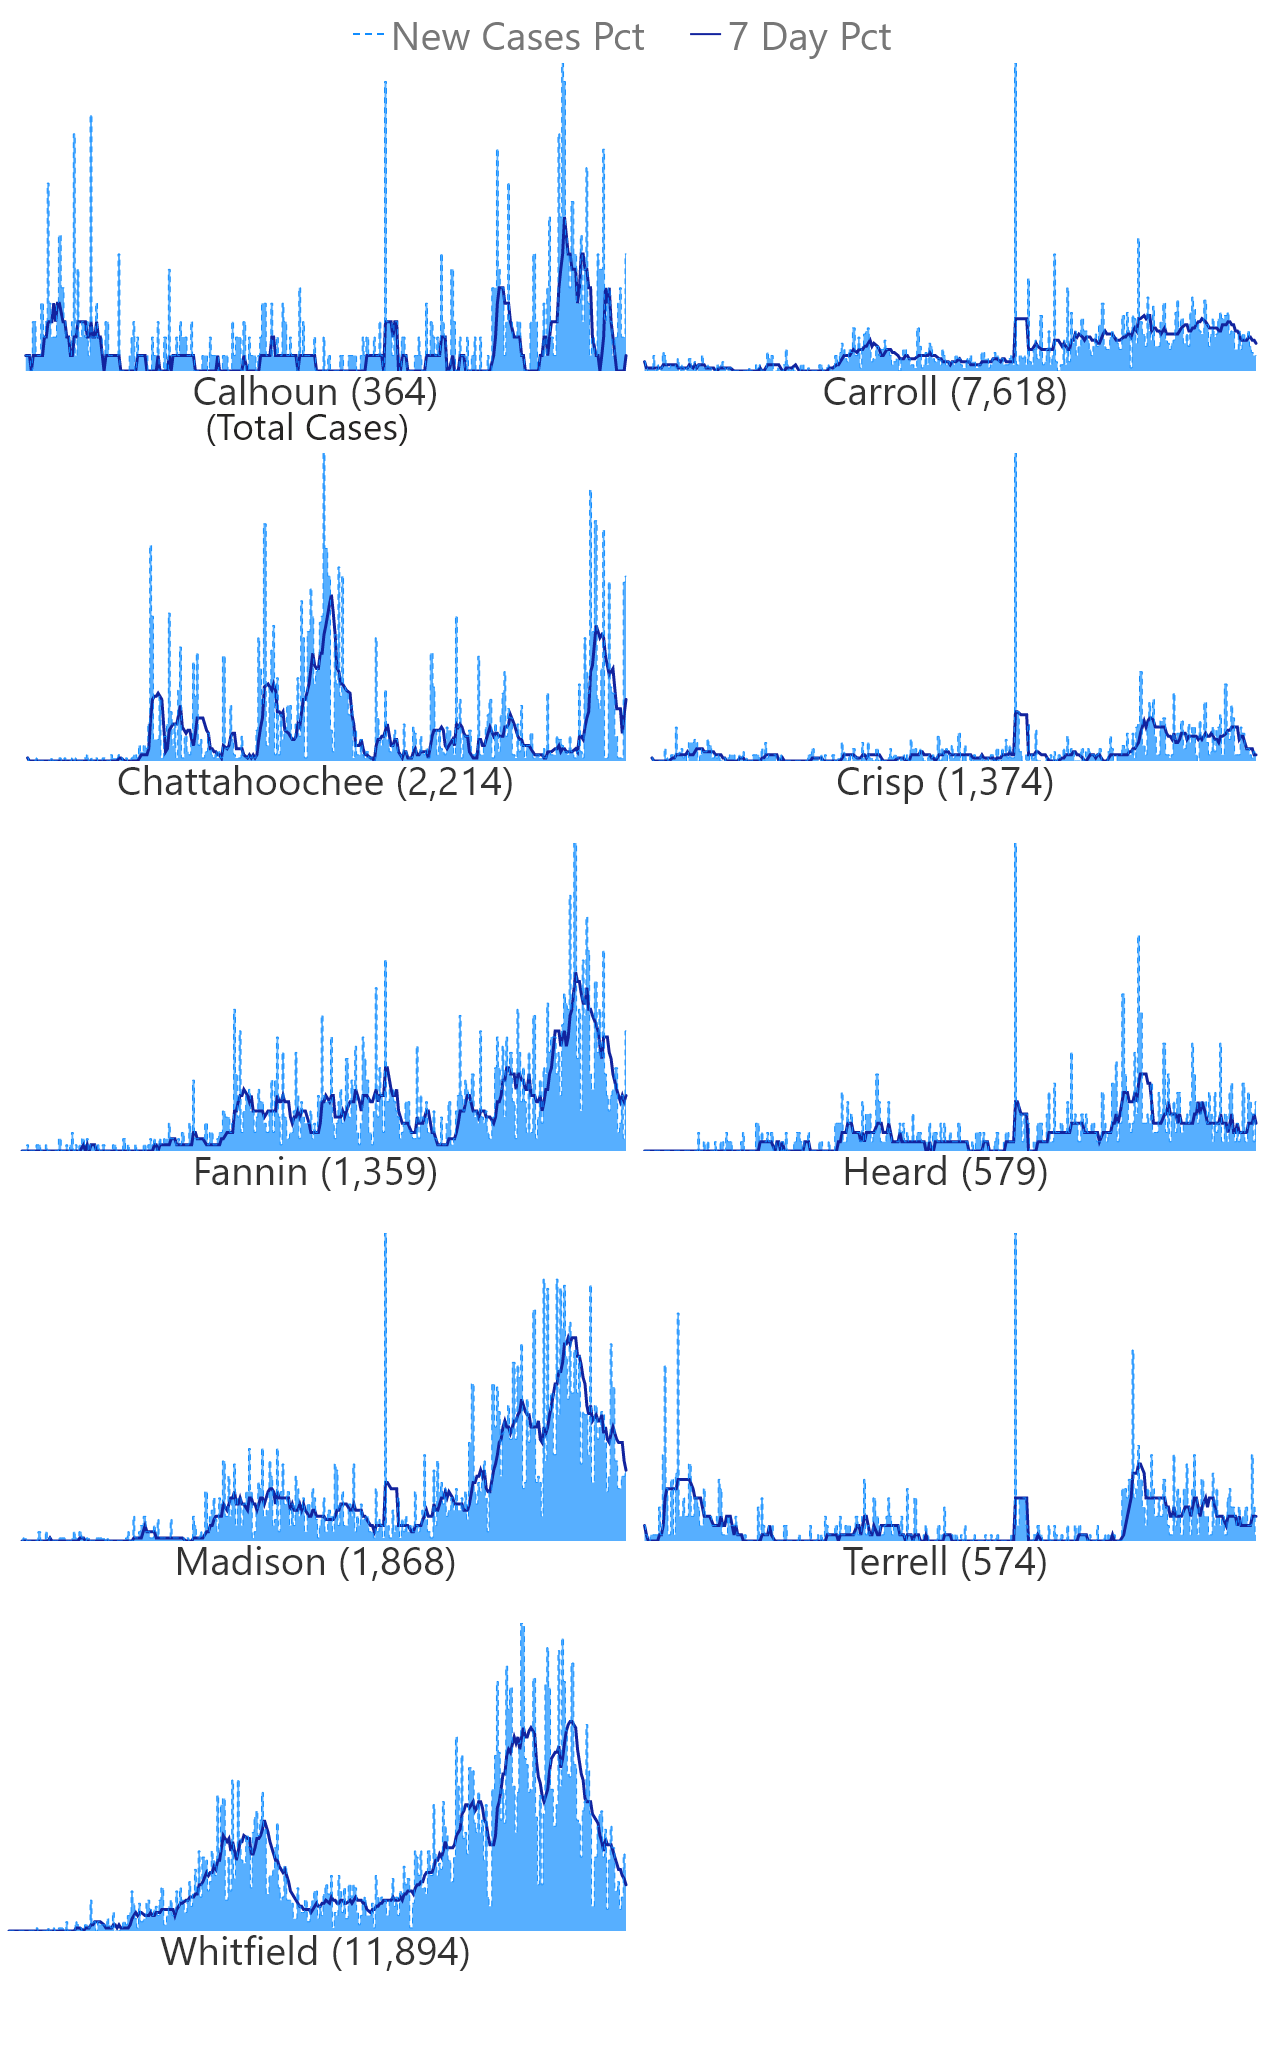 New Cases Pct 7 Day Pct
Calhoun (364)
(Total Cases)
Carroll (7,618)
Chattahoochee (2,214)
Crisp (1,374)
Fannin (1,359)
Heard (579)
Madison (1,868)
Terrell (574)
Whitfield (11,894)